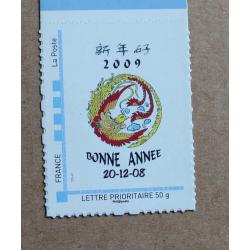 新年好
2009
BONNE ANNEE
20-12-08
LETTRE PRIORITAIRE 50 g
FRANCE
La Poste